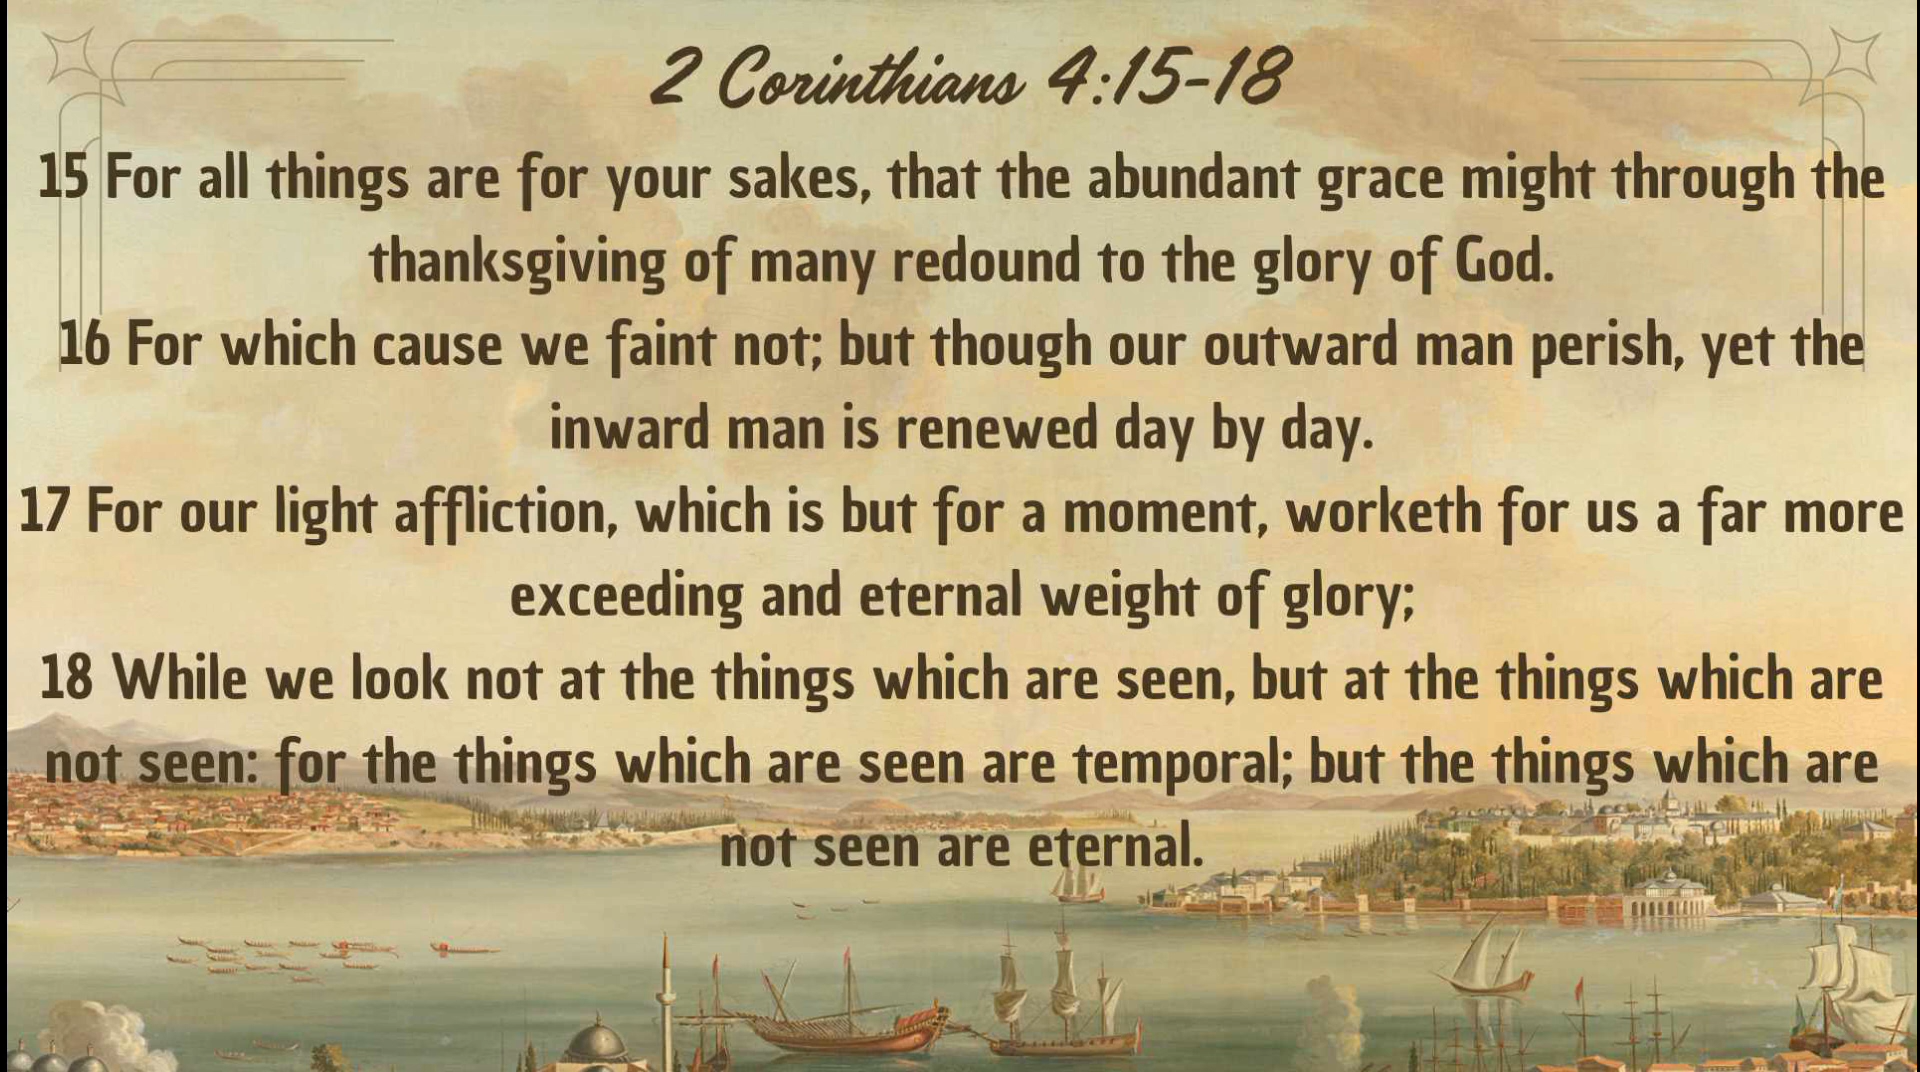 2 Corinthians 4:15-18
15 For all things are for your sakes, that the abundant grace might through the
thanksgiving of many redound to the glory of God.
16 For which cause we faint not; but though our outward man perish, yet the
inward man is renewed day by day.
17 For our light affliction, which is but for a moment, worketh for us a far more
exceeding and eternal weight of glory;
18 While we look not at the things which are seen, but at the things which are
not seen: for the things which are seen are temporal; but the things which are
not seen are eternal.